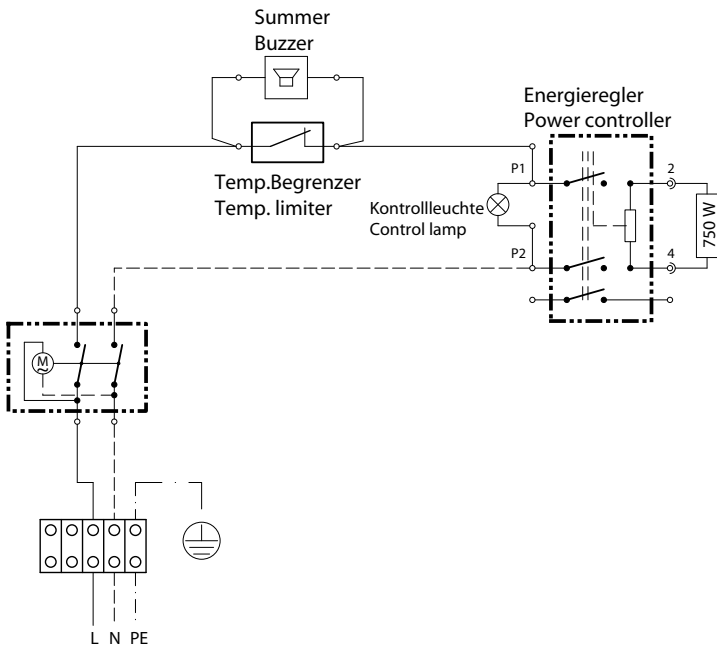 Summer
Buzzer
Energieregler
Power controller
P1
2
Temp.Begrenzer
Temp. limiter
Kontrollleuchte
Control lamp
750 W
P2
4
M
~
L N PE